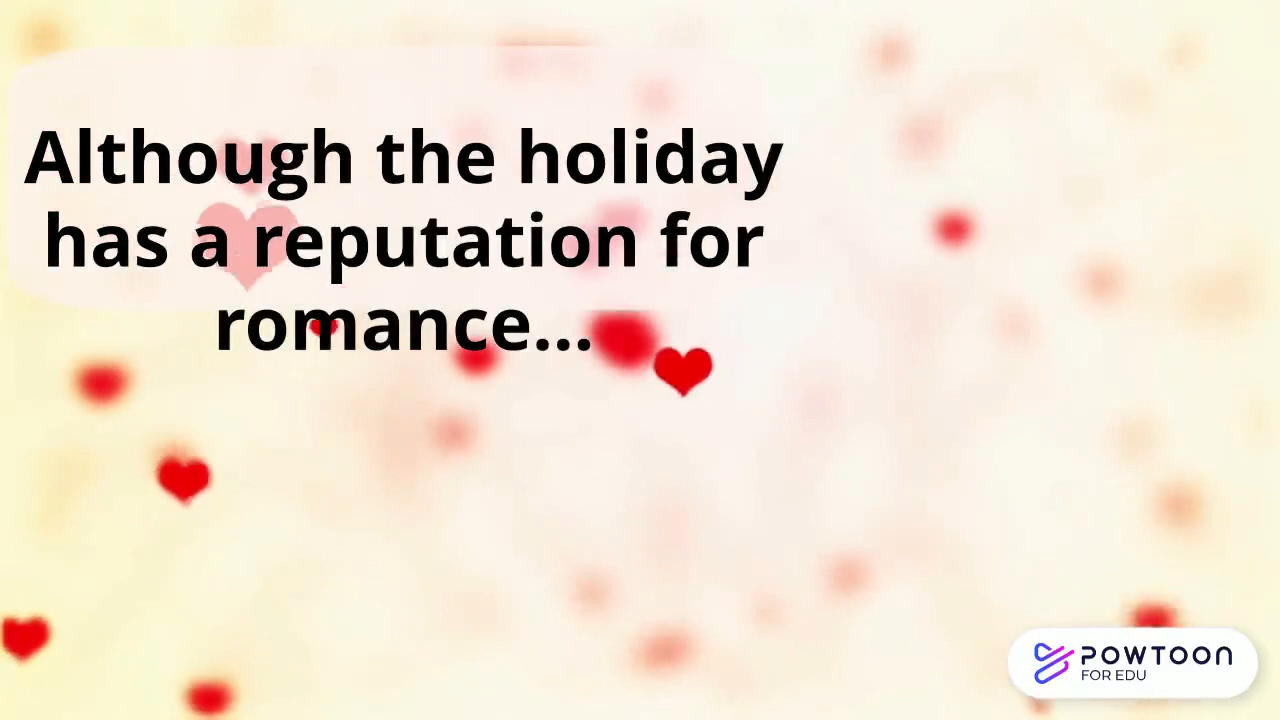 Although the holiday
has a reputation for
romance...
POWTOON
FOR EDU